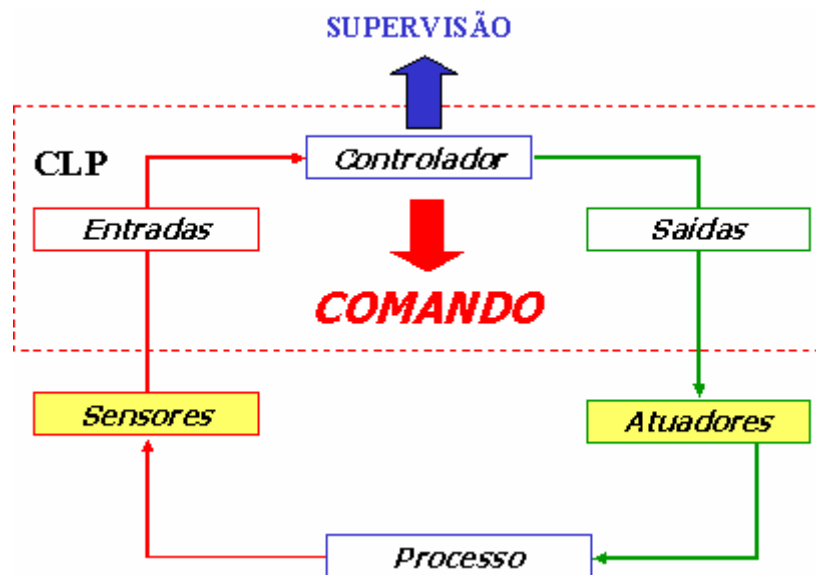 SUPERVISÃO
CLP
Controlador
Entradas
Saídas
COMANDO
Sensores
Atuadores
Processo